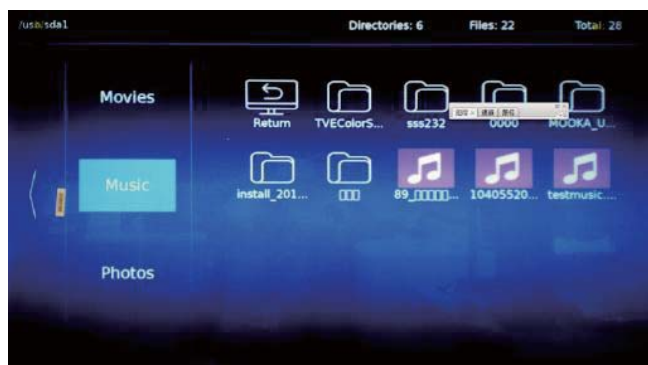 /usb/sda1 Directories: 6 Files: 22 Total: 28
Movies
Return TVEColorS... sss232 0000 MOOKA_U...
Music
install_201... □□□ 89_□□□□□... 10405520... testmusic....
Photos